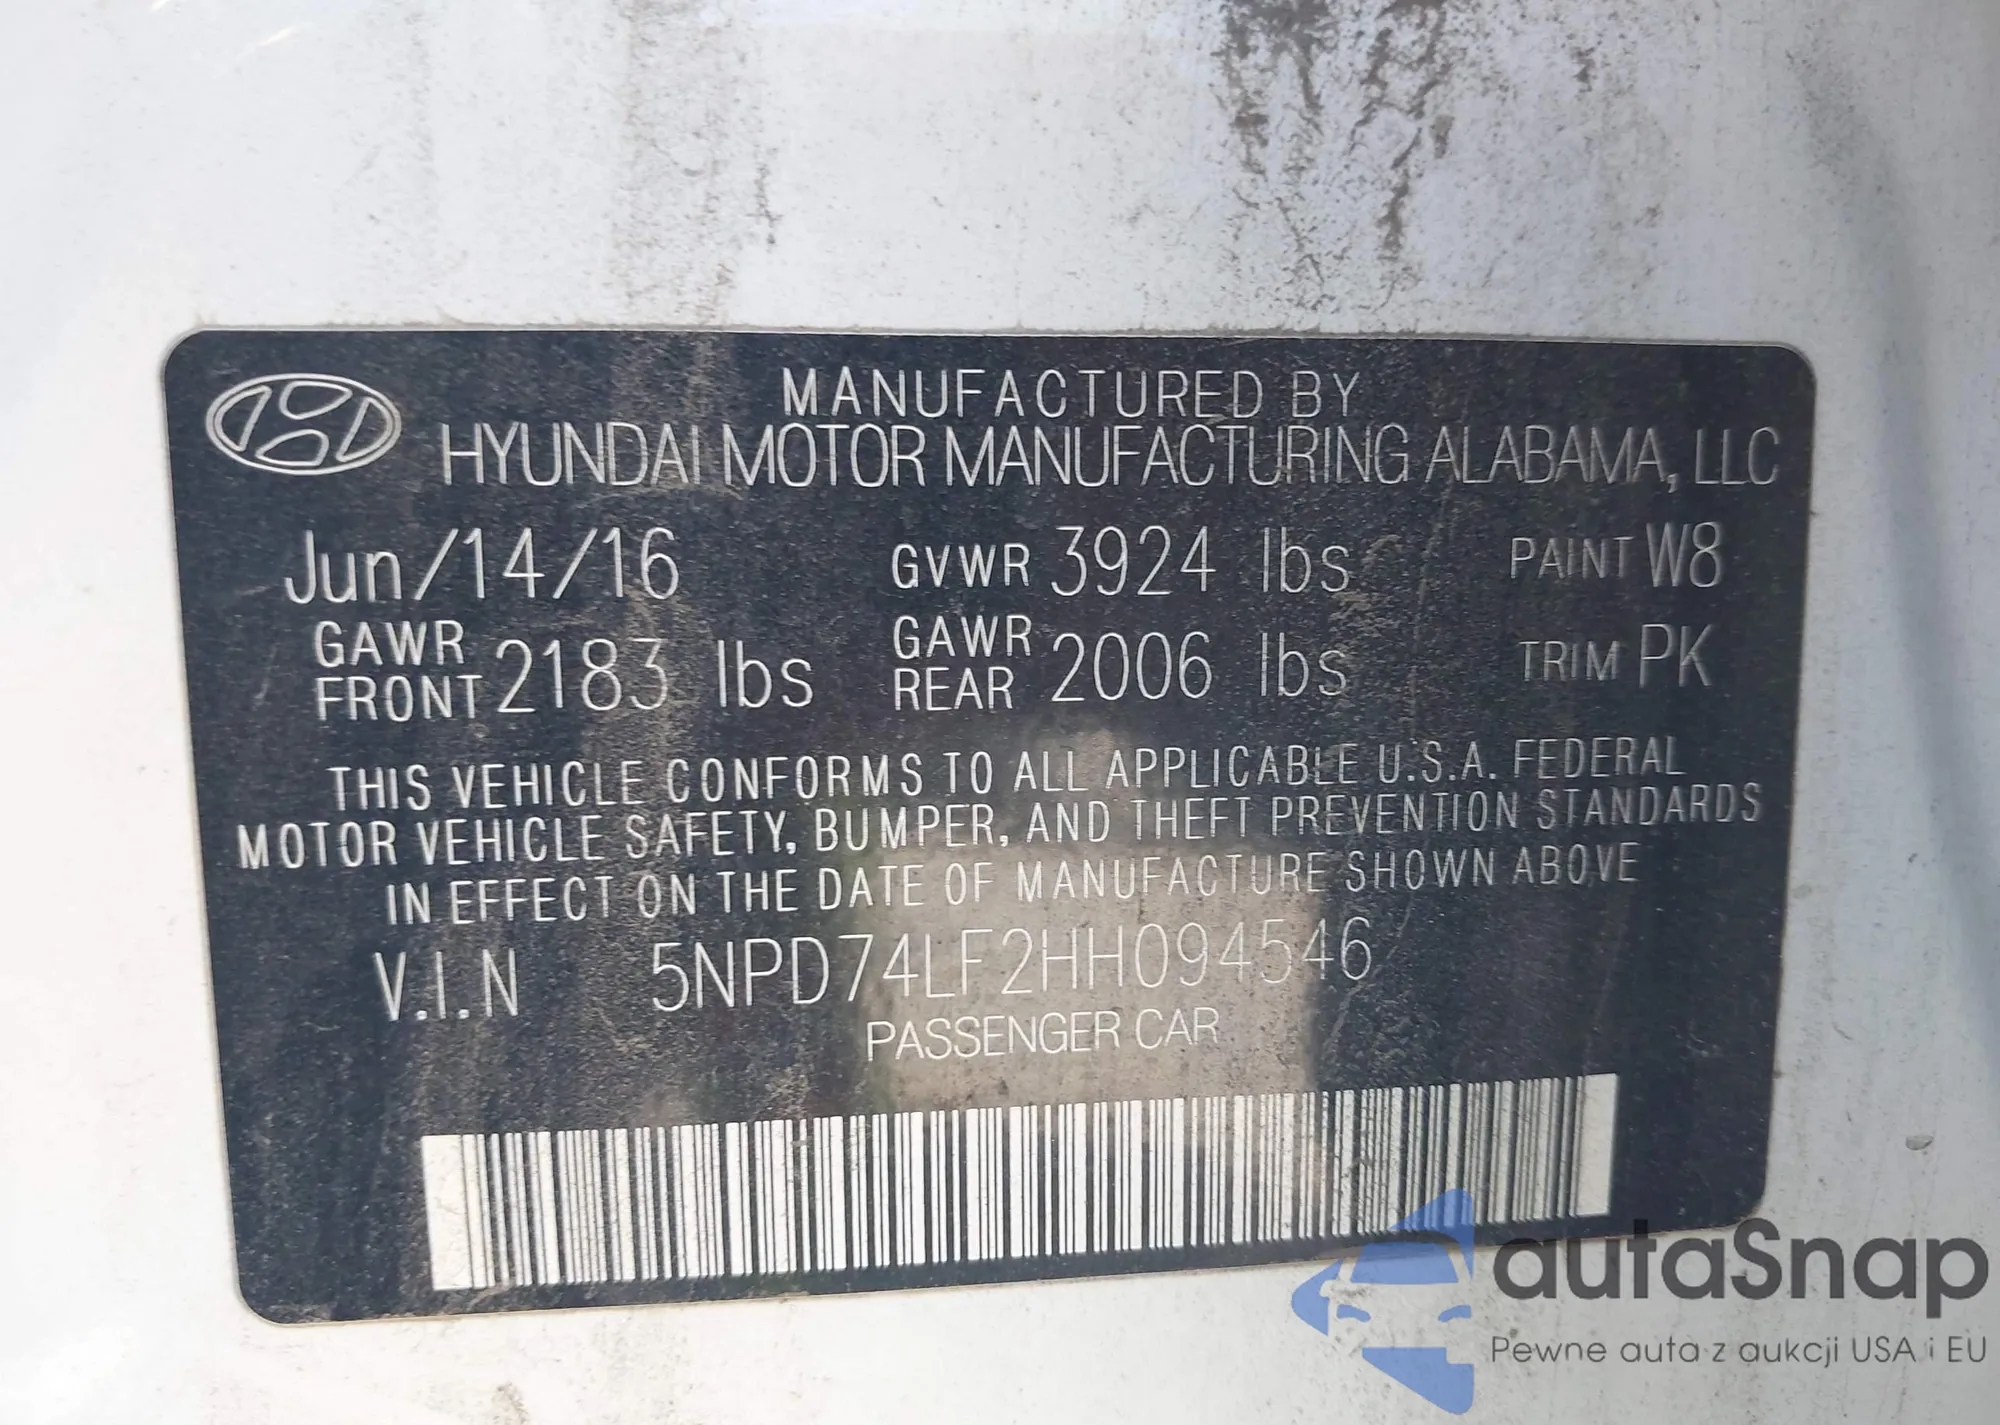 MANUFACTURED BY
HYUNDAI MOTOR MANUFACTURING ALABAMA, LLC
Jun/14/16 GVWR 3924 lbs PAINT W8
GAWR FRONT 2183 lbs GAWR REAR 2006 lbs TRIM PK
THIS VEHICLE CONFORMS TO ALL APPLICABLE U.S.A. FEDERAL
MOTOR VEHICLE SAFETY, BUMPER, AND THEFT PREVENTION STANDARDS
IN EFFECT ON THE DATE OF MANUFACTURE SHOWN ABOVE
V.I.N 5NPD74LF2HH094546
PASSENGER CAR
autaSnap
Pewne auta z aukcji USA i EU